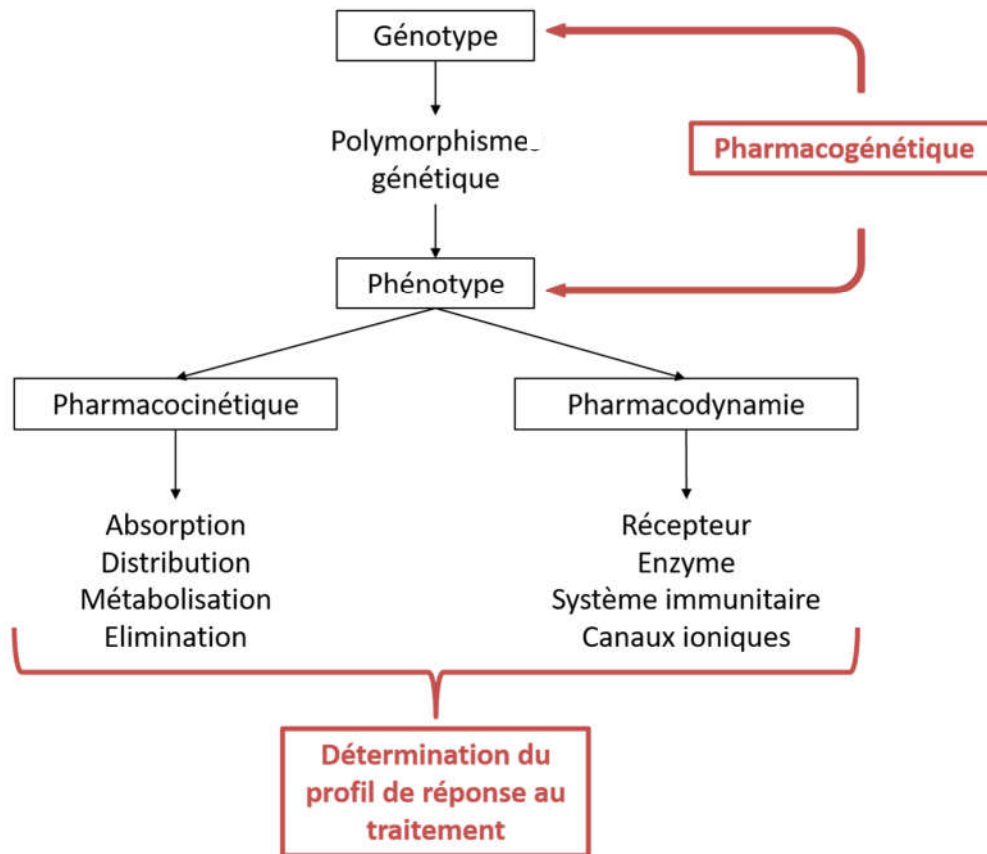 Génotype
Polymorphisme
génétique
Pharmacogénétique
Phénotype
Pharmacocinétique
Pharmacodynamie
Absorption
Distribution
Métabolisation
Elimination
Récepteur
Enzyme
Système immunitaire
Canaux ioniques
Détermination du
profil de réponse au
traitement